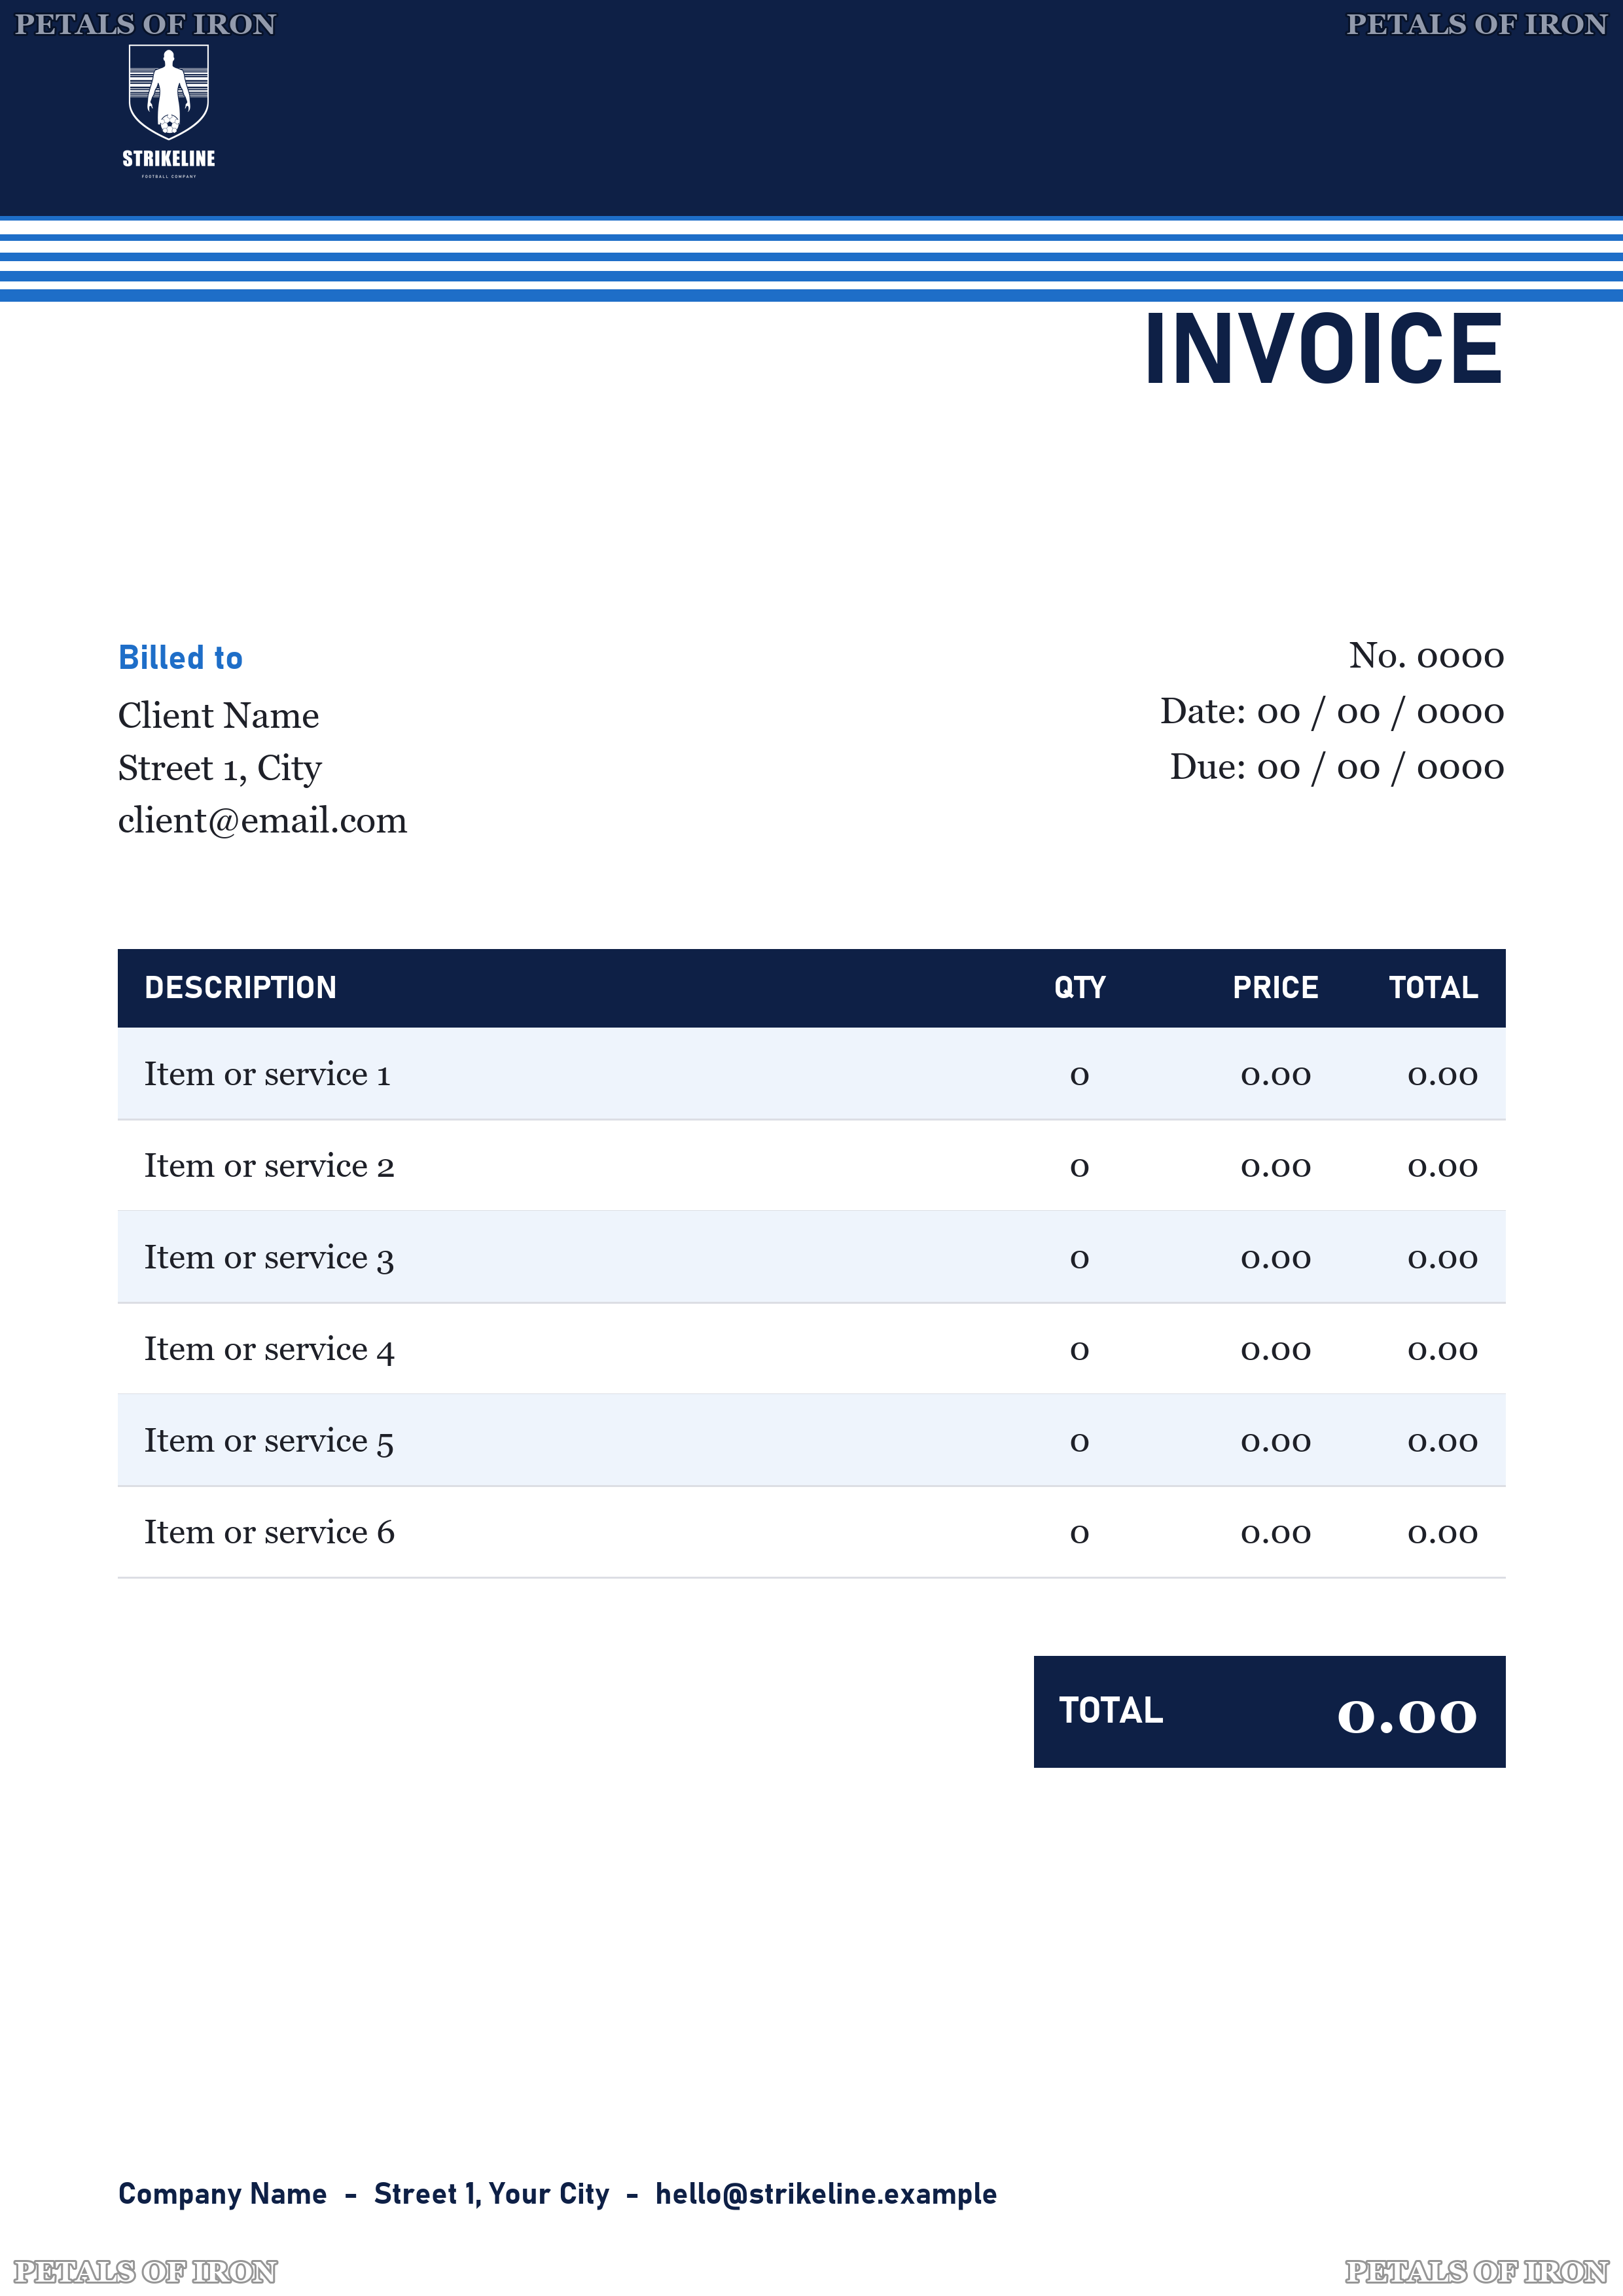 PETALS OF IRON PETALS OF IRON
STRIKELINE
FOOTBALL COMPANY
INVOICE
Billed to
Client Name
Street 1, City
client@email.com
No. 0000
Date: 00 / 00 / 0000
Due: 00 / 00 / 0000
DESCRIPTION QTY PRICE TOTAL
Item or service 1 0 0.00 0.00
Item or service 2 0 0.00 0.00
Item or service 3 0 0.00 0.00
Item or service 4 0 0.00 0.00
Item or service 5 0 0.00 0.00
Item or service 6 0 0.00 0.00
TOTAL 0.00
Company Name - Street 1, Your City - hello@strikeline.example
PETALS OF IRON PETALS OF IRON